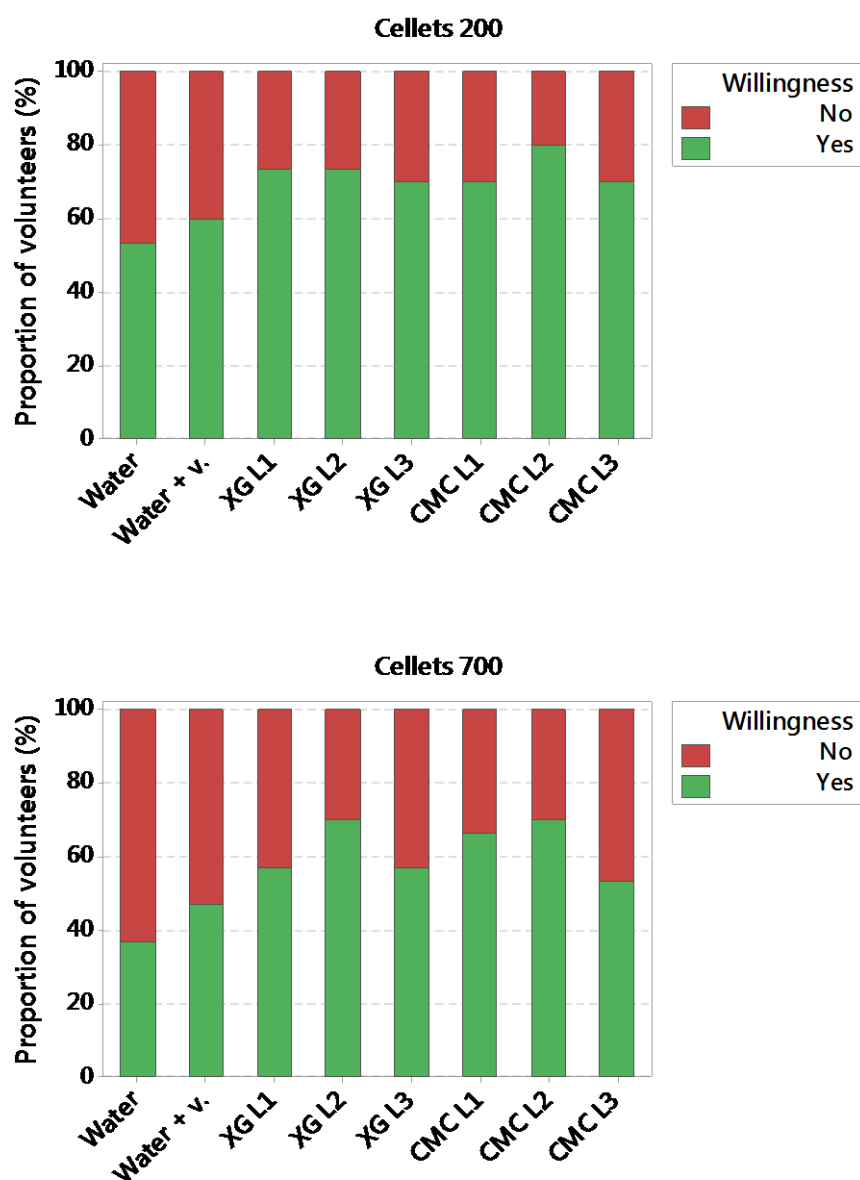 Cellets 200
Proportion of volunteers (%)
100
80
60
40
20
0
Water
Water + v.
XG L1
XG L2
XG L3
CMC L1
CMC L2
CMC L3
Willingness
No
Yes
Cellets 700
Proportion of volunteers (%)
100
80
60
40
20
0
Water
Water + v.
XG L1
XG L2
XG L3
CMC L1
CMC L2
CMC L3
Willingness
No
Yes